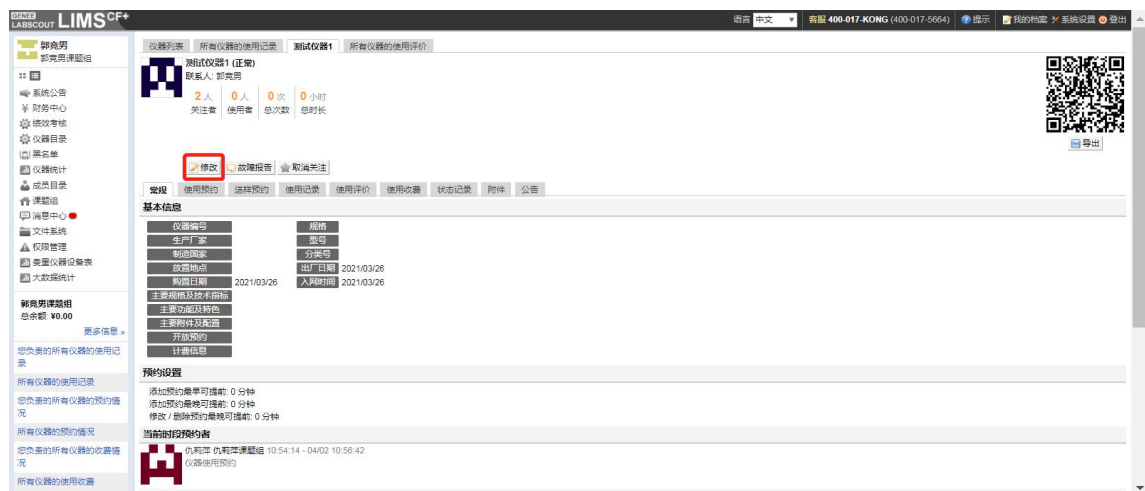 GENEE
LABSCOUT LIMS CF+
语言 中文 客服 400-017-KONG (400-017-5664) 提示 我的档案 系统设置 登出
郭竞男
郭竞男课题组
系统公告
财务中心
绩效考核
仪器目录
黑名单
仪器统计
成员目录
课题组
消息中心
文件系统
权限管理
贵重仪器设备表
大数据统计
郭竞男课题组
总余额: ¥0.00
更多信息 »
您负责的所有仪器的使用记录
所有仪器的使用记录
您负责的所有仪器的预约情况
所有仪器的预约情况
您负责的所有仪器的收费情况
所有仪器的使用收费
仪器列表 所有仪器的使用记录 测试仪器1 所有仪器的使用评价
测试仪器1 (正常)
联系人: 郭竞男
2 人 0 人 0 次 0 小时
关注者 使用者 总次数 总时长
导出
修改 故障报告 取消关注
常规 使用预约 送样预约 使用记录 使用评价 使用收费 状态记录 附件 公告
基本信息
仪器编号 规格
生产厂家 型号
制造国家 分类号
放置地点 出厂日期 2021/03/26
购置日期 2021/03/26 入网时间 2021/03/26
主要规格及技术指标
主要功能及特色
主要附件及配置
开放预约
计费信息
预约设置
添加预约最早可提前: 0 分钟
添加预约最晚可提前: 0 分钟
修改 / 删除预约最晚可提前: 0 分钟
当前时段预约者
仇莉萍 仇莉萍课题组 10:54:14 - 04/02 10:56:42
仪器使用预约